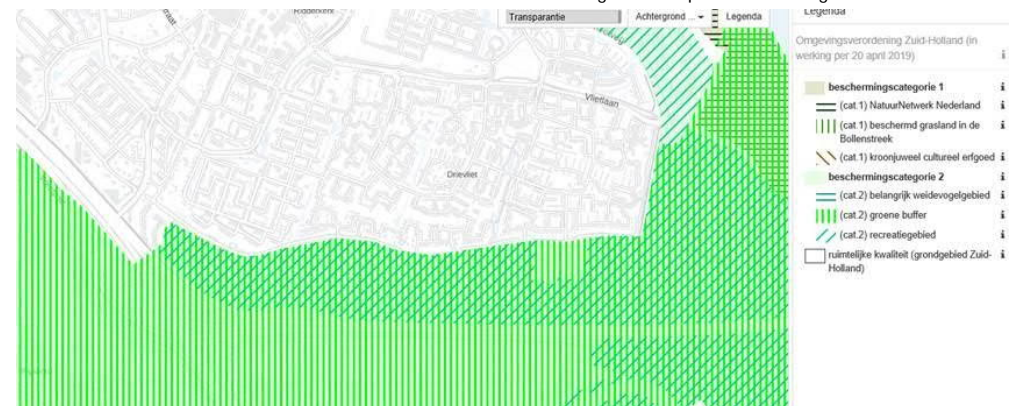 Ridderkerk
Transparantie
Achtergrond ...
Legenda
Legenda
Vlietlaan
Drievliet
Omgevingsverordening Zuid-Holland (in
werking per 20 april 2019)
beschermingscategorie 1
(cat.1) NatuurNetwerk Nederland
(cat.1) beschermd grasland in de
Bollenstreek
(cat.1) kroonjuweel cultureel erfgoed
beschermingscategorie 2
(cat.2) belangrijk weidevogelgebied
(cat.2) groene buffer
(cat.2) recreatiegebied
ruimtelijke kwaliteit (grondgebied Zuid-
Holland)